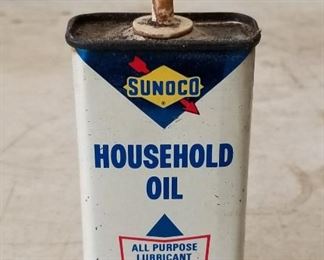 SUNOCO
®
HOUSEHOLD
OIL
ALL PURPOSE
LUBRICANT